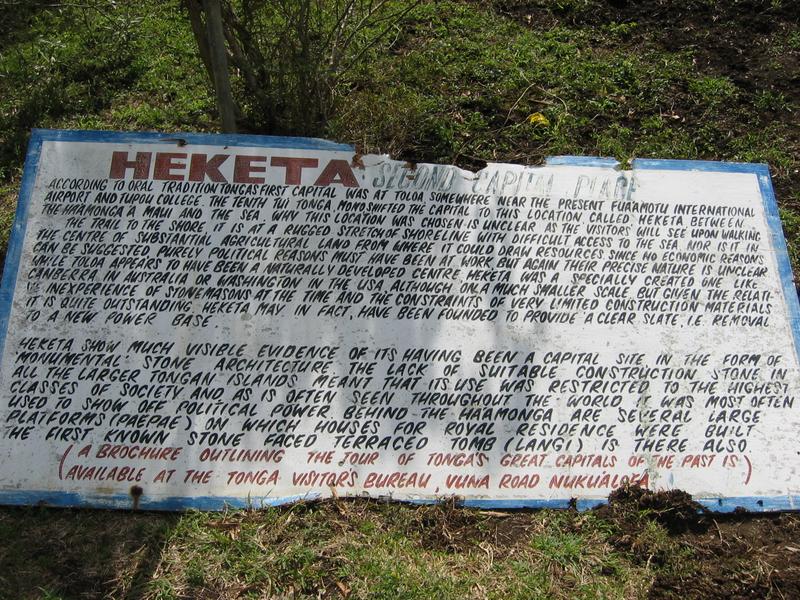 HEKETA SECOND CAPITAL PLACE
ACCORDING TO ORAL TRADITION TONGAS FIRST CAPITAL WAS AT TOLOA SOMEWHERE NEAR THE PRESENT FUA'AMOTU INTERNATIONAL
AIRPORT AND TUPOU COLLEGE. THE TENTH TUI TONGA, MOMO SHIFTED THE CAPITAL TO THIS LOCATION CALLED HEKETA, BETWEEN
THE HA'AMONGA A MAUI AND THE SEA. WHY THIS LOCATION WAS CHOSEN IS UNCLEAR AS THE VISITORS WILL SEE UPON WALKING
THE TRAIL TO THE SHORE, IT IS AT A RUGGED STRETCH OF SHORELINE WITH DIFFICULT ACCESS TO THE SEA. NOR IS IT IN
THE CENTRE OF SUBSTANTIAL AGRICULTURAL LAND FROM WHERE IT COULD DRAW RESOURCES. SINCE NO ECONOMIC REASONS
CAN BE SUGGESTED, PURELY POLITICAL REASONS MUST HAVE BEEN AT WORK BUT AGAIN THEIR PRECISE NATURE IS UNCLEAR
WHILE TOLOA APPEARS TO HAVE BEEN A NATURALLY DEVELOPED CENTRE, HEKETA WAS A SPECIALLY CREATED ONE LIKE
CANBERRA IN AUSTRALIA OR WASHINGTON IN THE USA, ALTHOUGH ON A MUCH SMALLER SCALE. BUT GIVEN THE RELATI-
VE INEXPERIENCE OF STONEMASONS AT THE TIME AND THE CONSTRAINTS OF VERY LIMITED CONSTRUCTION MATERIALS
IT IS QUITE OUTSTANDING. HEKETA MAY, IN FACT, HAVE BEEN FOUNDED TO PROVIDE A CLEAR SLATE, I.E. REMOVAL
TO A NEW POWER BASE.
HEKETA SHOW MUCH VISIBLE EVIDENCE OF ITS HAVING BEEN A CAPITAL SITE, IN THE FORM OF
MONUMENTAL STONE ARCHITECTURE. THE LACK OF SUITABLE CONSTRUCTION STONE IN
ALL THE LARGER TONGAN ISLANDS MEANT THAT ITS USE WAS RESTRICTED TO THE HIGHEST
CLASSES OF SOCIETY AND, AS IS OFTEN SEEN THROUGHOUT THE WORLD, IT WAS MOST OFTEN
USED TO SHOW OFF POLITICAL POWER. BEHIND THE HA'AMONGA ARE SEVERAL LARGE
PLATFORMS (PAEPAE) ON WHICH HOUSES FOR ROYAL RESIDENCE WERE BUILT
THE FIRST KNOWN STONE FACED TERRACED TOMB (LANGI) IS THERE ALSO
(A BROCHURE OUTLINING THE TOUR OF TONGA'S GREAT CAPITALS OF THE PAST IS)
(AVAILABLE AT THE TONGA VISITOR'S BUREAU, VUNA ROAD NUKUALOFA)